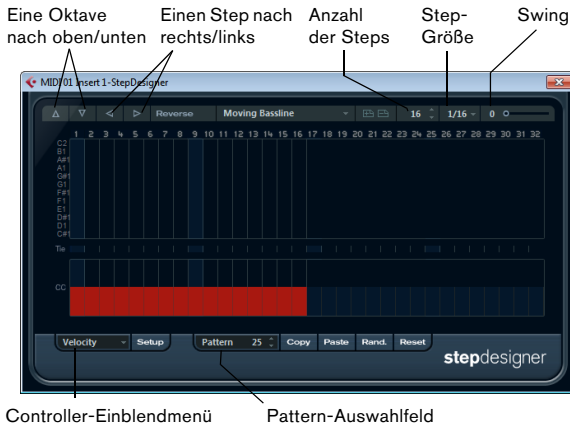 Eine Oktave nach oben/unten
Einen Step nach rechts/links
Anzahl der Steps
Step-Größe
Swing
MIDI 01 Insert 1-StepDesigner
Reverse Moving Bassline 16 1/16 0
1 2 3 4 5 6 7 8 9 10 11 12 13 14 15 16 17 18 19 20 21 22 23 24 25 26 27 28 29 30 31 32
C2
B1
A#1
A1
G#1
G1
F#1
F1
E1
D#1
D1
C#1
Tie
CC
Velocity Setup Pattern 25 Copy Paste Rand. Reset
stepdesigner
Controller-Einblendmenü
Pattern-Auswahlfeld